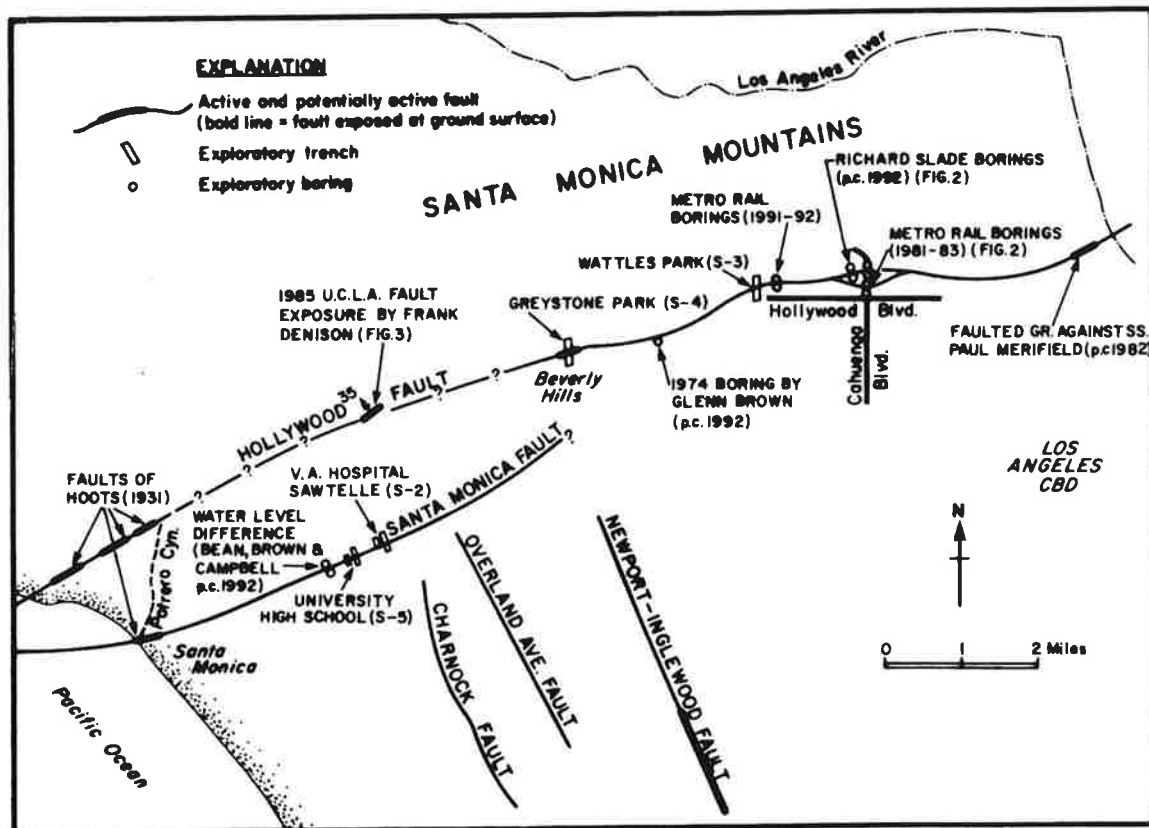 EXPLANATION
Active and potentially active fault
(bold line = fault exposed at ground surface)
Exploratory trench
Exploratory boring
Los Angeles River
SANTA MONICA MOUNTAINS
RICHARD SLADE BORINGS
(p.c. 1992) (FIG. 2)
METRO RAIL
BORINGS (1991-92)
METRO RAIL BORINGS
(1981-83) (FIG. 2)
WATTLES PARK (S-3)
GREYSTONE PARK (S-4)
1985 U.C.L.A. FAULT
EXPOSURE BY FRANK
DENISON (FIG. 3)
Hollywood Blvd.
Cahuenga
Blvd.
FAULTED GR. AGAINST SS.
PAUL MERIFIELD (p.c 1982)
Beverly
Hills
1974 BORING BY
GLENN BROWN
(p.c. 1992)
HOLLYWOOD FAULT
35
? ? ? ? ?
SANTA MONICA FAULT ?
V.A. HOSPITAL
SAWTELLE (S-2)
FAULTS OF
HOOTS (1931)
WATER LEVEL
DIFFERENCE
(BEAN, BROWN &
CAMPBELL
p.c. 1992)
UNIVERSITY
HIGH SCHOOL (S-5)
Potrero Cyn.
Santa
Monica
Pacific Ocean
CHARNOCK FAULT
OVERLAND AVE. FAULT
NEWPORT-INGLEWOOD FAULT
LOS
ANGELES
CBD
N
0 1 2 Miles